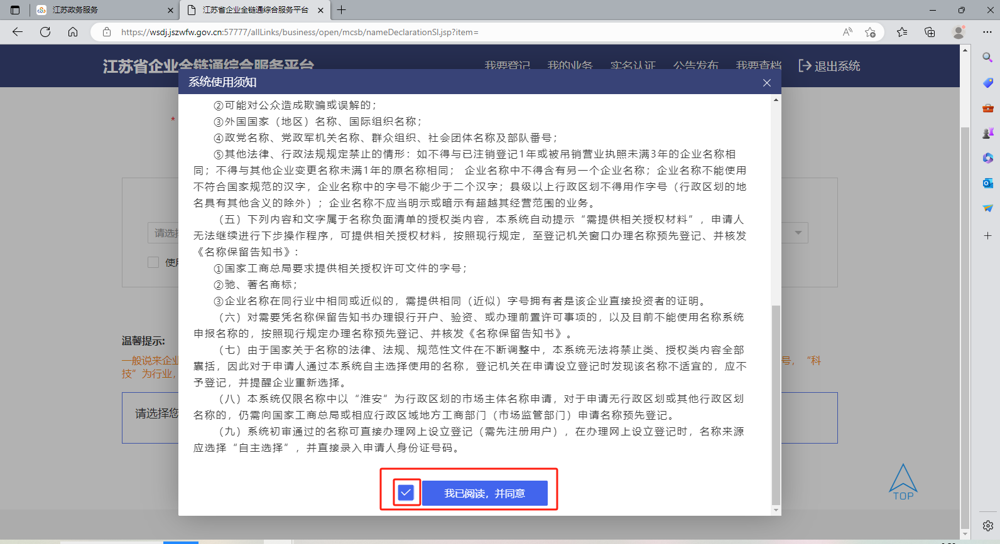 江苏政务服务
江苏省企业全链通综合服务平台
https://wsdj.jszwfw.gov.cn:57777/allLinks/business/open/mcsb/nameDeclarationSl.jsp?item=
江苏省企业全链通综合服务平台
我要登记 我的业务 实名认证 公告发布 我要查档 退出系统
系统使用须知
②可能对公众造成欺骗或误解的；
*
③外国国家（地区）名称、国际组织名称；
④政党名称、党政军机关名称、群众组织、社会团体名称及部队番号；
⑤其他法律、行政法规规定禁止的情形：如不得与已注销登记1年或被吊销营业执照未满3年的企业名称相
同；不得与其他企业变更名称未满1年的原名称相同； 企业名称中不得含有另一个企业名称；企业名称不能使用
不符合国家规范的汉字，企业名称中的字号不能少于二个汉字；县级以上行政区划不得用作字号（行政区划的地
名具有其他含义的除外）；企业名称不应当明示或暗示有超越其经营范围的业务。
（五）下列内容和文字属于名称负面清单的授权类内容，本系统自动提示“需提供相关授权材料”，申请人
无法继续进行下步操作程序，可提供相关授权材料，按照现行规定，至登记机关窗口办理名称预先登记、并核发
《名称保留告知书》：
①国家工商总局要求提供相关授权许可文件的字号；
②驰、著名商标；
③企业名称在同行业中相同或近似的，需提供相同（近似）字号拥有者是该企业直接投资者的证明。
（六）对需要凭名称保留告知书办理银行开户、验资、或办理前置许可事项的，以及目前不能使用名称系统
申报名称的，按照现行规定办理名称预先登记、并核发《名称保留告知书》。
（七）由于国家关于名称的法律、法规、规范性文件在不断调整中，本系统无法将禁止类、授权类内容全部
囊括，因此对于申请人通过本系统自主选择使用的名称，登记机关在申请设立登记时发现该名称不适宜的，应不
予登记，并提醒企业重新选择。
（八）本系统仅限名称中以“淮安”为行政区划的市场主体名称申请，对于申请无行政区划或其他行政区划
名称的，仍需向国家工商总局或相应行政区域地方工商部门（市场监管部门）申请名称预先登记。
（九）系统初审通过的名称可直接办理网上设立登记（需先注册用户），在办理网上设立登记时，名称来源
应选择“自主选择”，并直接录入申请人身份证号码。
我已阅读，并同意
请选
使
温馨提示:
一般说来企业
号，“科
技”为行业，
请选择您
TOP